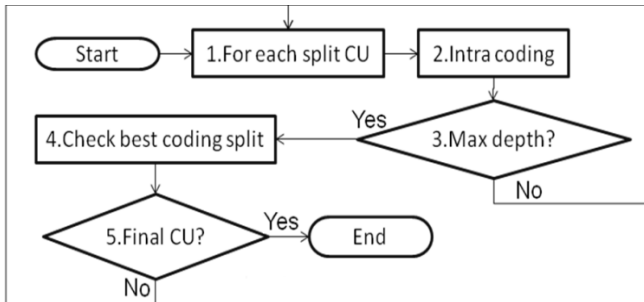 Start
1.For each split CU
2.Intra coding
Yes
4.Check best coding split
3.Max depth?
No
Yes
5.Final CU?
End
No